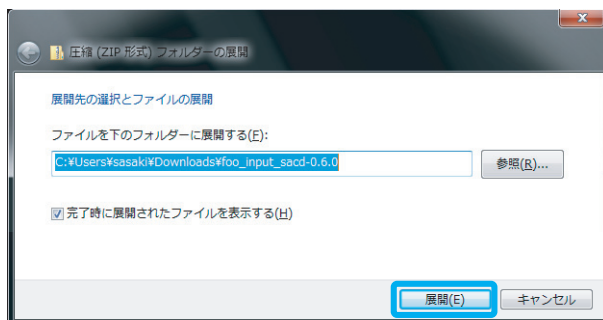 圧縮 (ZIP 形式) フォルダーの展開
展開先の選択とファイルの展開
ファイルを下のフォルダーに展開する(F):
C:¥Users¥sasaki¥Downloads¥foo_input_sacd-0.6.0
参照(R)...
完了時に展開されたファイルを表示する(H)
展開(E)
キャンセル